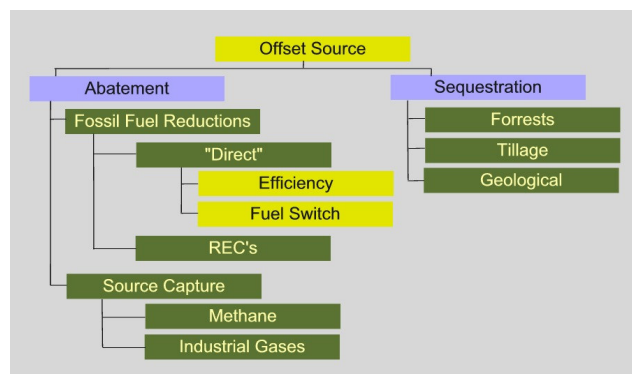 Offset Source
Abatement
Sequestration
Fossil Fuel Reductions
Forrests
"Direct"
Tillage
Efficiency
Geological
Fuel Switch
REC's
Source Capture
Methane
Industrial Gases